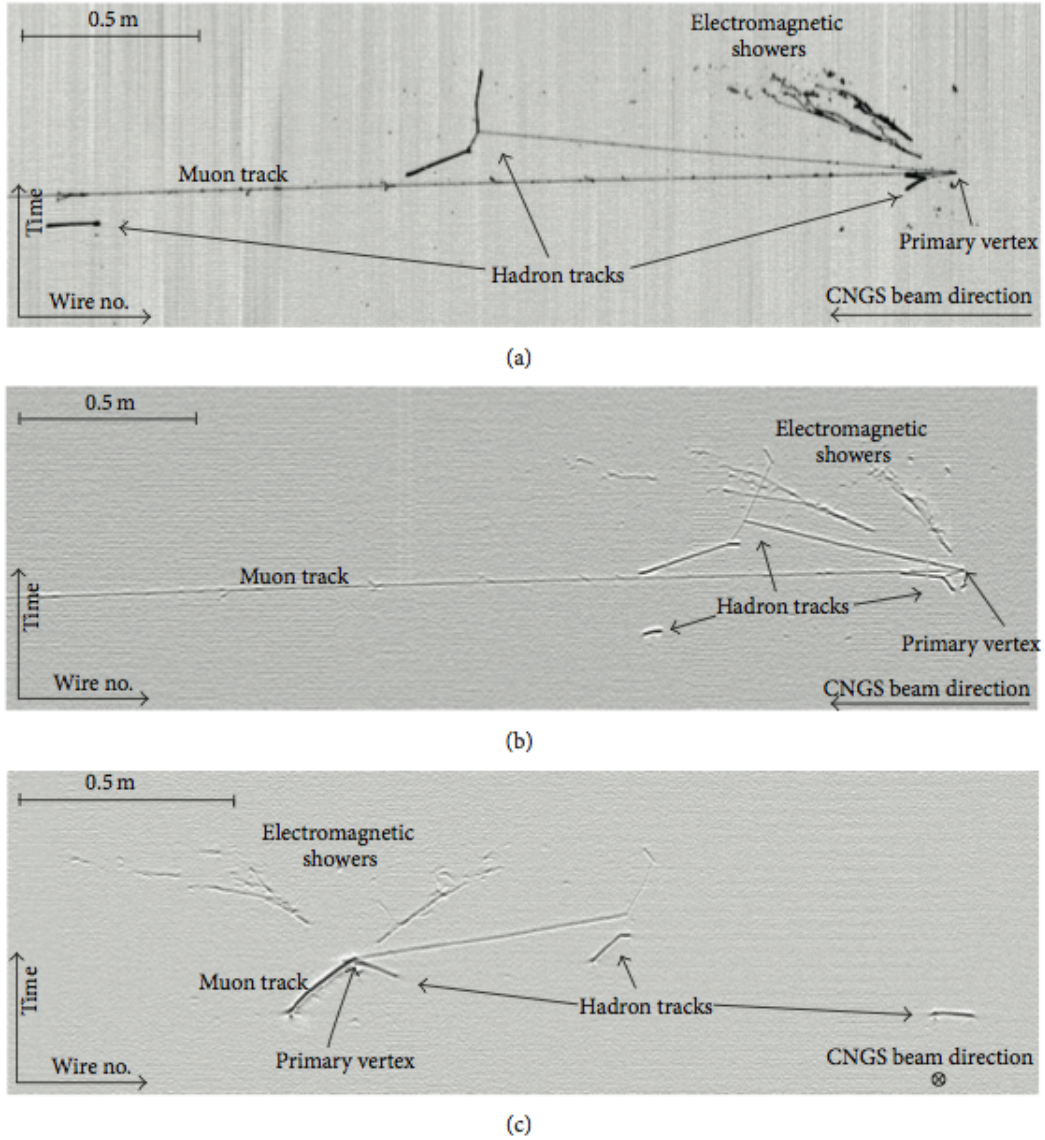 0.5 m
Electromagnetic
showers
Muon track
Time
Hadron tracks
Primary vertex
Wire no.
CNGS beam direction
(a)
0.5 m
Electromagnetic
showers
Muon track
Time
Hadron tracks
Primary vertex
Wire no.
CNGS beam direction
(b)
0.5 m
Electromagnetic
showers
Muon track
Time
Hadron tracks
Primary vertex
Wire no.
CNGS beam direction
(c)